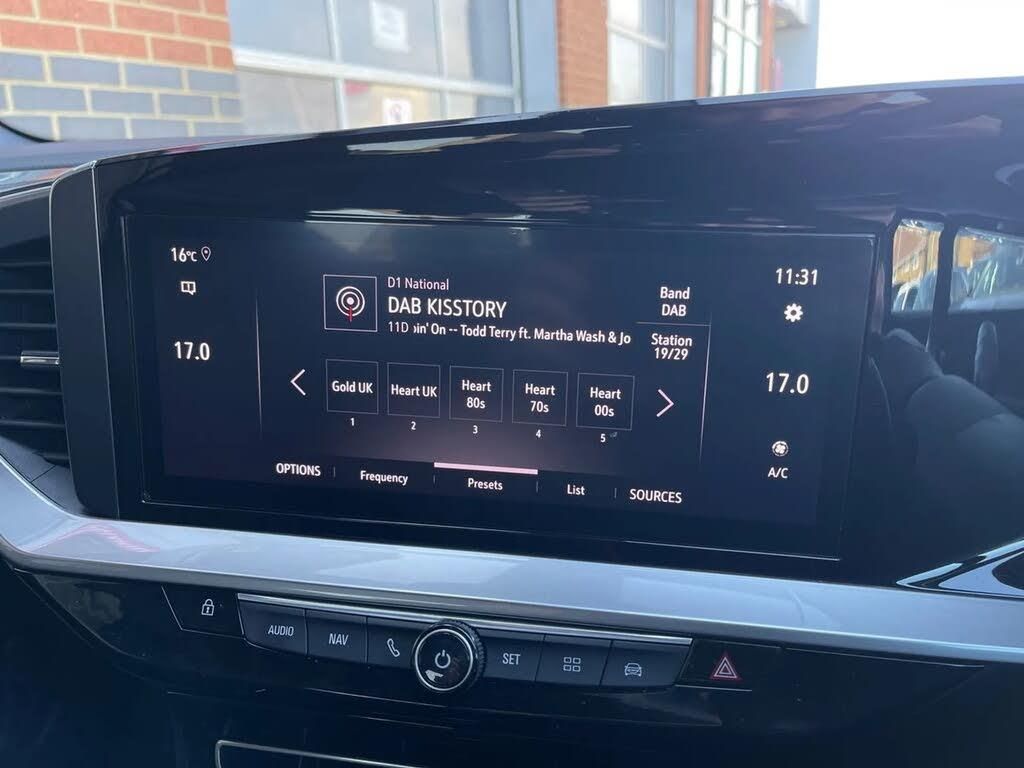 16°C
11:31
D1 National
DAB KISSTORY
11D oin' On -- Todd Terry ft. Martha Wash & Jo
Band
DAB
Station
19/29
17.0
17.0
Gold UK
Heart UK
Heart
80s
Heart
70s
Heart
00s
1
2
3
4
5
A/C
OPTIONS
Frequency
Presets
List
SOURCES
AUDIO
NAV
SET